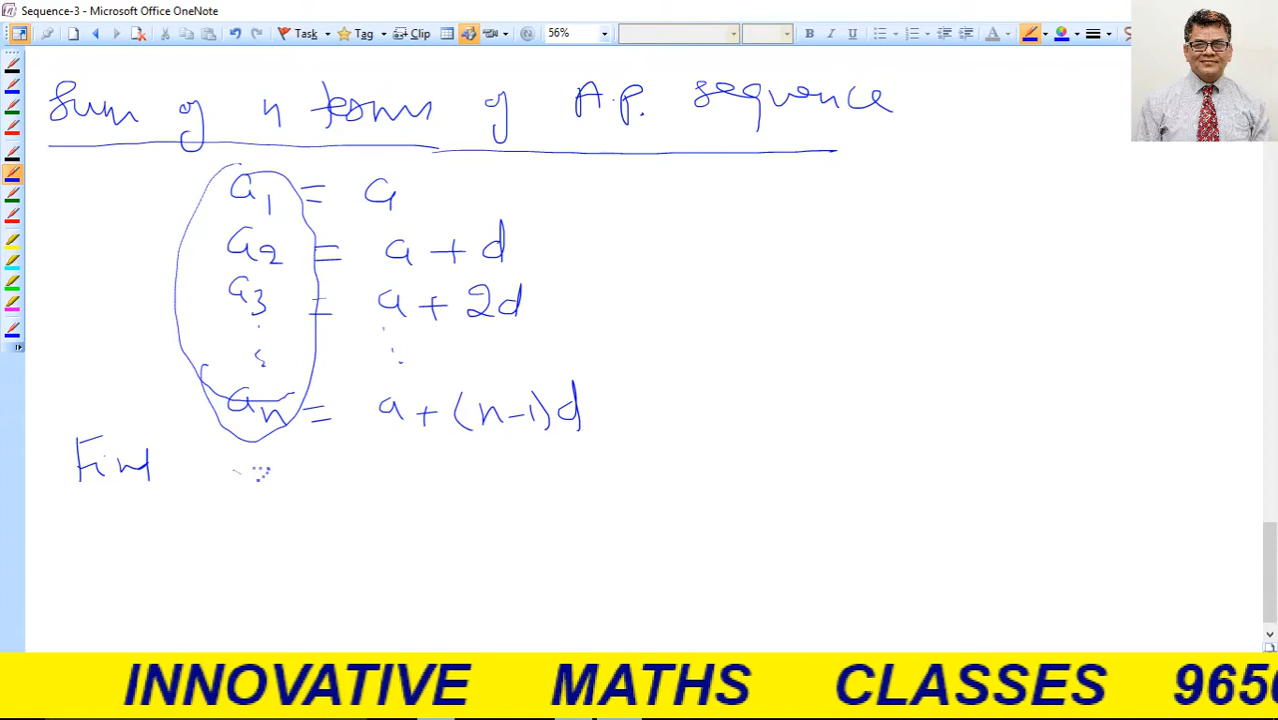 Sequence-3 - Microsoft Office OneNote
Task Tag Clip 56% B I U
Sum of n terms of A.P. sequence
a1 = a
a2 = a + d
a3 = a + 2d
an = a + (n-1)d
Find
INNOVATIVE MATHS CLASSES 9650